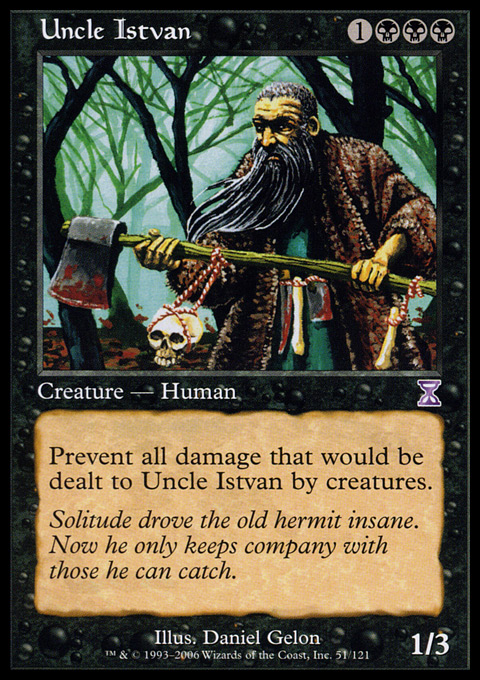 Uncle Istvan 1
Creature — Human
Prevent all damage that would be
dealt to Uncle Istvan by creatures.
Solitude drove the old hermit insane.
Now he only keeps company with
those he can catch.
Illus. Daniel Gelon
™ & © 1993–2006 Wizards of the Coast, Inc. 51/121
1/3